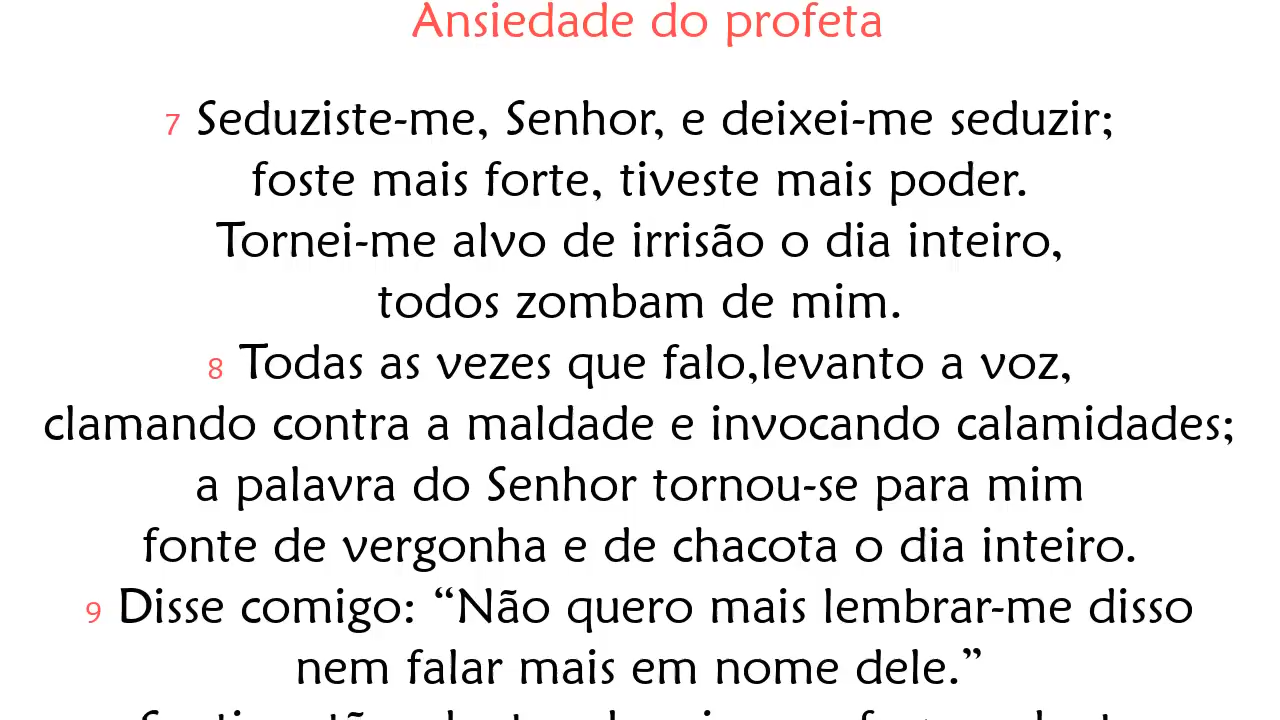 Ansiedade do profeta
7 Seduziste-me, Senhor, e deixei-me seduzir;
foste mais forte, tiveste mais poder.
Tornei-me alvo de irrisão o dia inteiro,
todos zombam de mim.
8 Todas as vezes que falo,levanto a voz,
clamando contra a maldade e invocando calamidades;
a palavra do Senhor tornou-se para mim
fonte de vergonha e de chacota o dia inteiro.
9 Disse comigo: “Não quero mais lembrar-me disso
nem falar mais em nome dele.”